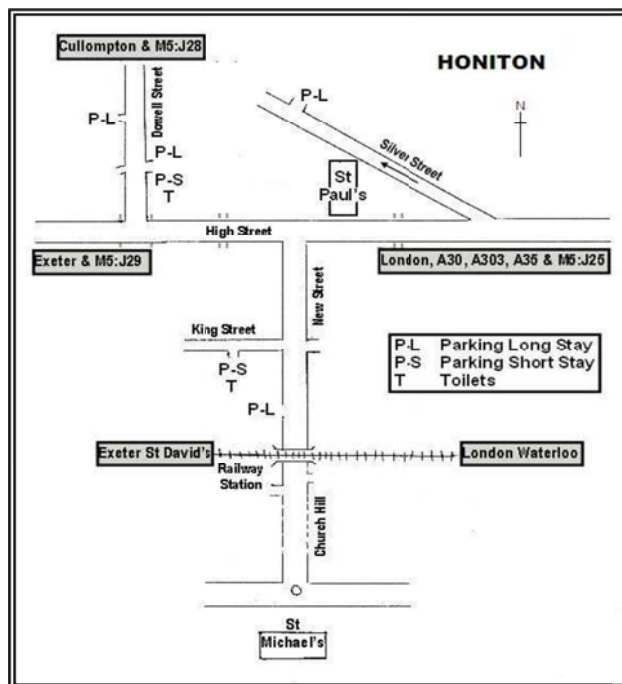 Cullompton & M5:J28
HONITON
P-L
Dowell Street
P-L
N
P-L
P-S
T
Silver Street
St
Paul's
High Street
Exeter & M5:J29
London, A30, A303, A35 & M5:J25
New Street
King Street
P-S
T
P-L Parking Long Stay
P-S Parking Short Stay
T Toilets
P-L
Exeter St David's
London Waterloo
Railway
Station
Church Hill
St
Michael's